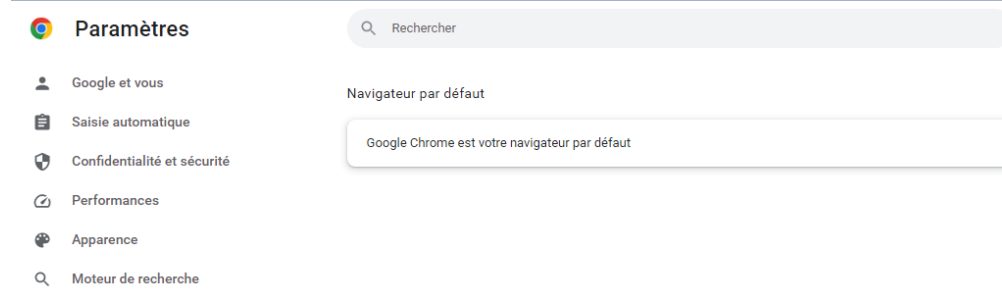 Paramètres
Rechercher
Google et vous
Saisie automatique
Confidentialité et sécurité
Performances
Apparence
Moteur de recherche
Navigateur par défaut
Google Chrome est votre navigateur par défaut